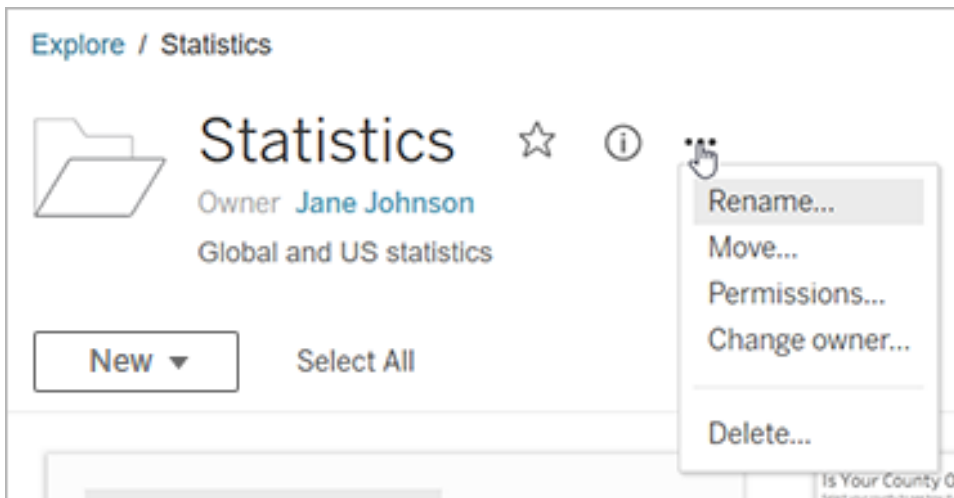 Explore / Statistics
Statistics
Owner Jane Johnson
Global and US statistics
Rename...
Move...
Permissions...
Change owner...
Delete...
New
Select All
Is Your County O